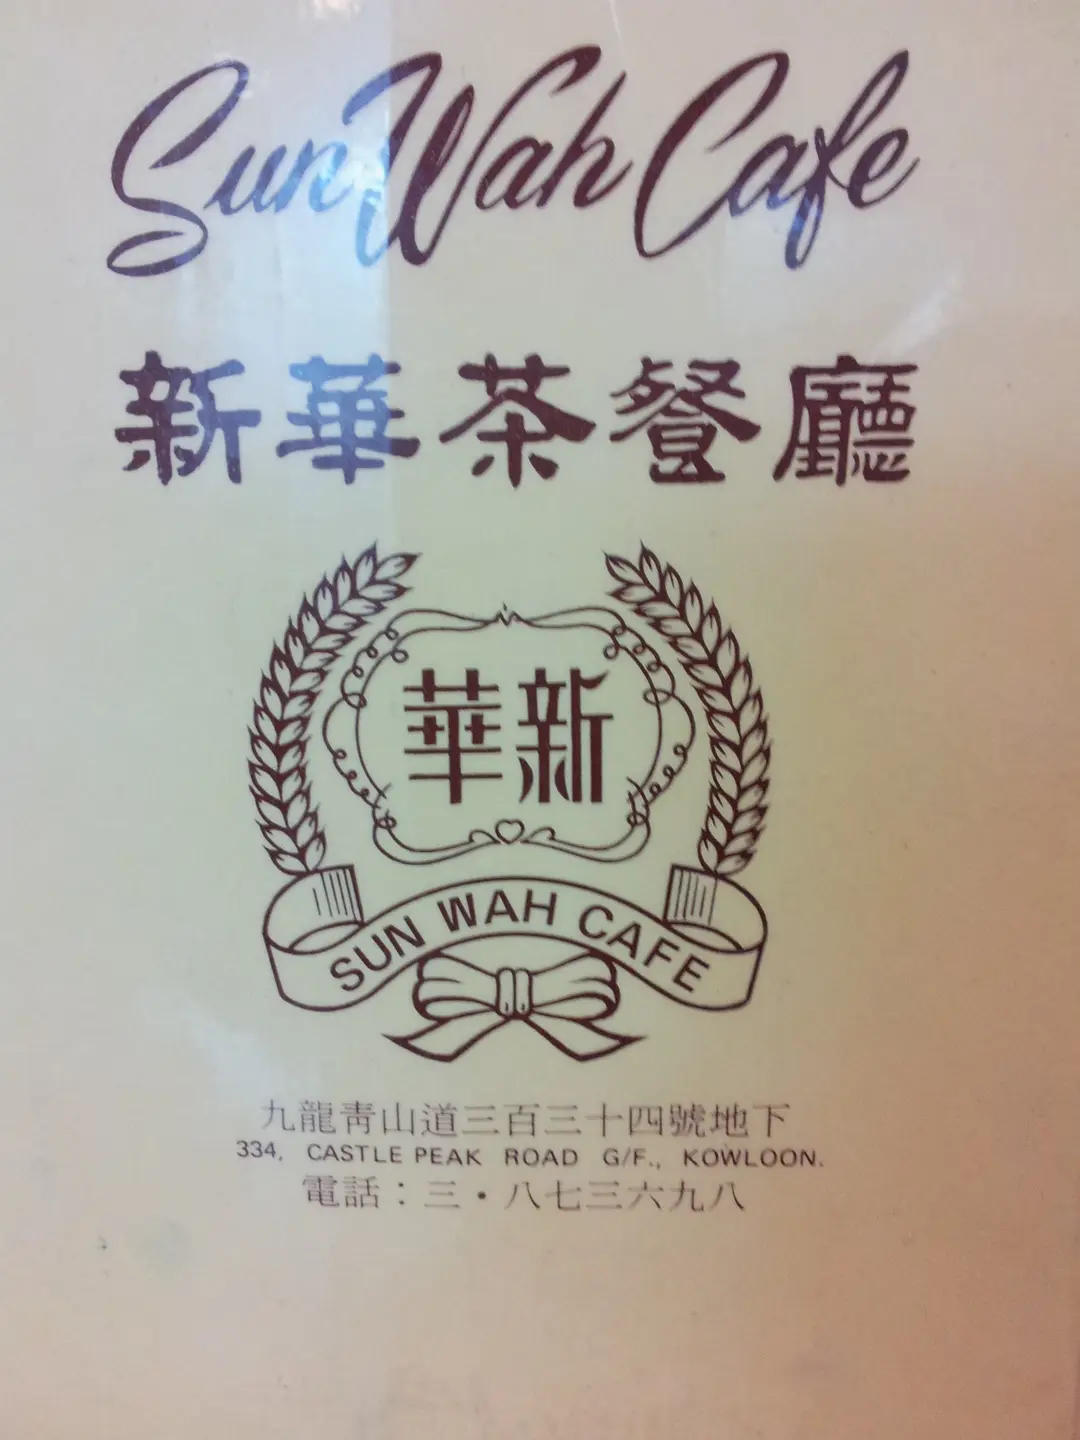 Sun Wah Cafe
新華茶餐廳
華新
SUN WAH CAFE
九龍青山道三百三十四號地下
334, CASTLE PEAK ROAD G/F., KOWLOON.
電話：三·八七三六九八